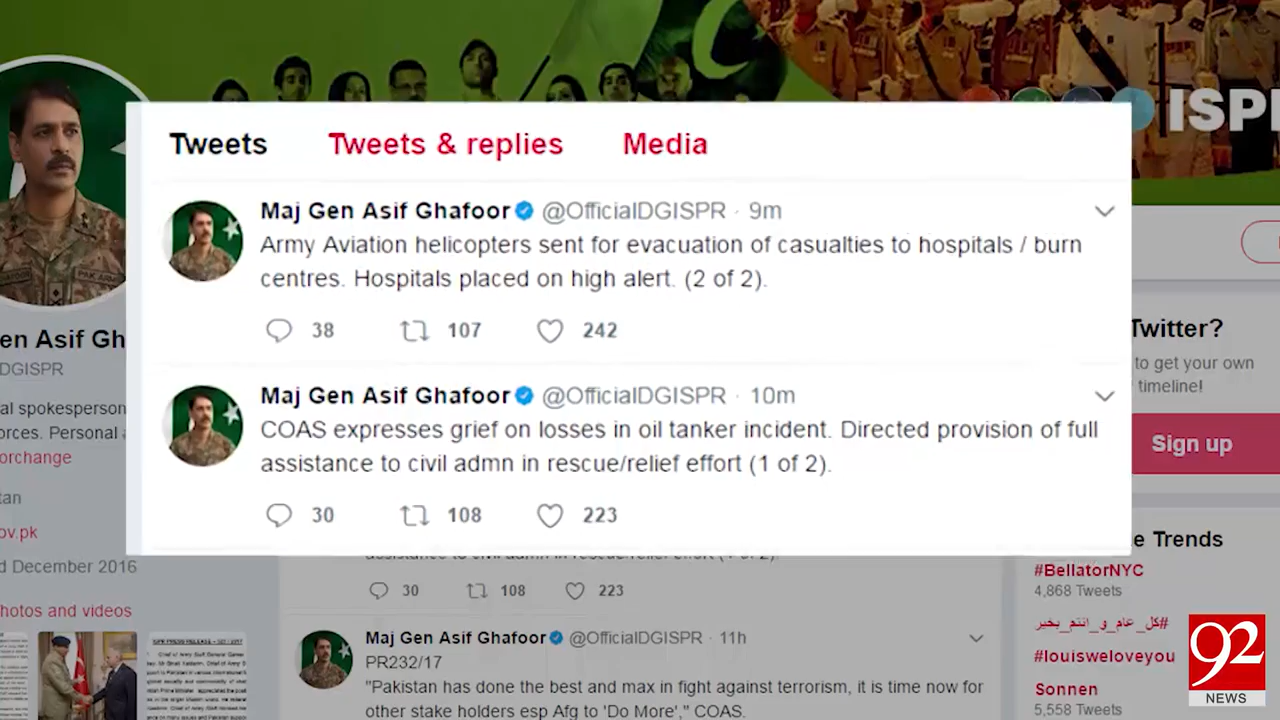 ISPR
Tweets Tweets & replies Media
Maj Gen Asif Ghafoor @OfficialDGISPR · 9m
Army Aviation helicopters sent for evacuation of casualties to hospitals / burn
centres. Hospitals placed on high alert. (2 of 2).
38 107 242
Maj Gen Asif Ghafoor @OfficialDGISPR · 10m
COAS expresses grief on losses in oil tanker incident. Directed provision of full
assistance to civil admn in rescue/relief effort (1 of 2).
30 108 223
en Asif Gh
DGISPR
al spokesperson
orces. Personal
orchange
tan
ov.pk
d December 2016
hotos and videos
30 108 223
Maj Gen Asif Ghafoor @OfficialDGISPR · 11h
PR232/17
"Pakistan has done the best and max in fight against terrorism
now for
other stake holders esp Afg to 'Do More'," COAS.
Twitter?
to get your own
timeline!
Sign up
e Trends
#BellatorNYC
4,868 Tweets
#كل_عام_و_انتم_بخير
#louisweloveyou
Sonnen
5,558 Tweets
92
NEWS